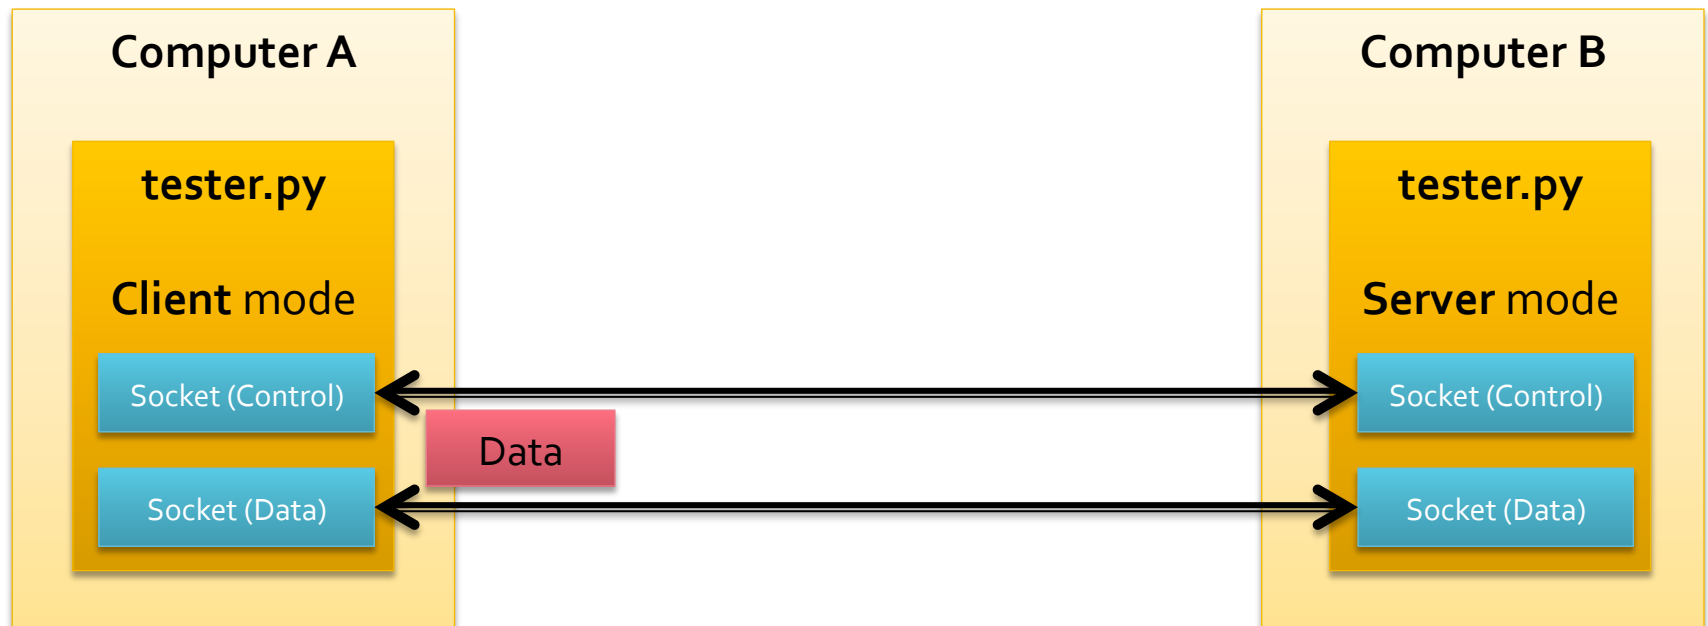 Computer A
tester.py
Client mode
Socket (Control)
Socket (Data)
Data
Computer B
tester.py
Server mode
Socket (Control)
Socket (Data)